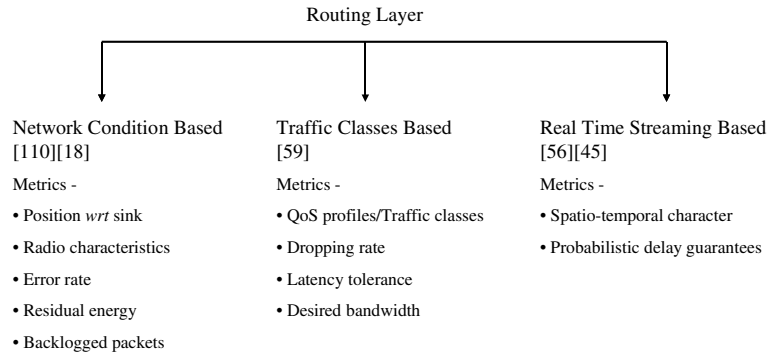 Routing Layer
Network Condition Based
[110][18]
Metrics -
• Position wrt sink
• Radio characteristics
• Error rate
• Residual energy
• Backlogged packets
Traffic Classes Based
[59]
Metrics -
• QoS profiles/Traffic classes
• Dropping rate
• Latency tolerance
• Desired bandwidth
Real Time Streaming Based
[56][45]
Metrics -
• Spatio-temporal character
• Probabilistic delay guarantees